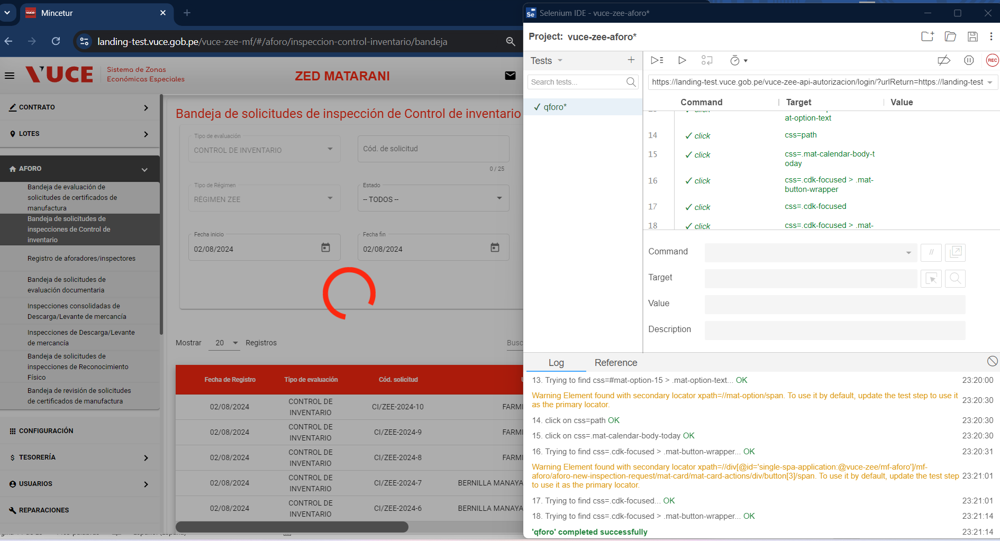 Mincetur
landing-test.vuce.gob.pe/vuce-zee-mf/#/aforo/inspeccion-control-inventario/bandeja
VUCE
Sistema de Zonas
Económicas Especiales
ZED MATARANI
CONTRATO
LOTES
AFORO
Bandeja de evaluación de
solicitudes de certificados de
manufactura
Bandeja de solicitudes de
inspecciones de Control de
inventario
Registro de aforadores/inspectores
Bandeja de solicitudes de
evaluación documentaria
Inspecciones consolidadas de
Descarga/Levante de mercancía
Inspecciones de Descarga/Levante
de mercancía
Bandeja de solicitudes de
inspecciones de Reconocimiento
Físico
Bandeja de revisión de solicitudes
de certificados de manufactura
CONFIGURACIÓN
TESORERÍA
USUARIOS
REPARACIONES
Bandeja de solicitudes de inspección de Control de inventario
Tipo de evaluación
CONTROL DE INVENTARIO
Cód. de solicitud
0 / 25
Tipo de Régimen
RÉGIMEN ZEE
Estado
-- TODOS --
Fecha inicio
02/08/2024
Fecha fin
02/08/2024
Mostrar 20 Registros
Busc
Fecha de Registro Tipo de evaluación Cód. solicitud U
02/08/2024 CONTROL DE INVENTARIO CI/ZEE-2024-10 FARMI
02/08/2024 CONTROL DE INVENTARIO CI/ZEE-2024-9 FARMI
02/08/2024 CONTROL DE INVENTARIO CI/ZEE-2024-8 FARMI
02/08/2024 CONTROL DE INVENTARIO CI/ZEE-2024-7 BERNILLA MANAYA
02/08/2024 CONTROL DE INVENTARIO CI/ZEE-2024-6 BERNILLA MANAYA
Se Selenium IDE - vuce-zee-aforo*
Project: vuce-zee-aforo*
Tests
Search tests...
✓ qforo*
REC
https://landing-test.vuce.gob.pe/vuce-zee-api-autorizacion/login/?urlReturn=https://landing-test
Command Target Value
at-option-text
14 ✓ click css=path
15 ✓ click css=.mat-calendar-body-t
oday
16 ✓ click css=.cdk-focused > .mat-
button-wrapper
17 ✓ click css=.cdk-focused
18 ✓ click css=.cdk-focused > .mat-
Command
//
Target
Value
Description
Log Reference
13. Trying to find css=#mat-option-15 > .mat-option-text... OK 23:20:00
Warning Element found with secondary locator xpath=//mat-option/span. To use it by default, update the test step to use it
as the primary locator. 23:20:30
14. click on css=path OK 23:20:30
15. click on css=.mat-calendar-body-today OK 23:20:30
16. Trying to find css=.cdk-focused > .mat-button-wrapper... OK 23:20:31
Warning Element found with secondary locator xpath=//div[@id='single-spa-application:@vuce-zee/mf-aforo']/mf-
aforo/aforo-new-inspection-request/mat-card/mat-card-actions/div/button[3]/span. To use it by default, update the test step
to use it as the primary locator. 23:21:01
17. Trying to find css=.cdk-focused... OK 23:21:01
18. Trying to find css=.cdk-focused > .mat-button-wrapper... OK 23:21:14
'qforo' completed successfully 23:21:14